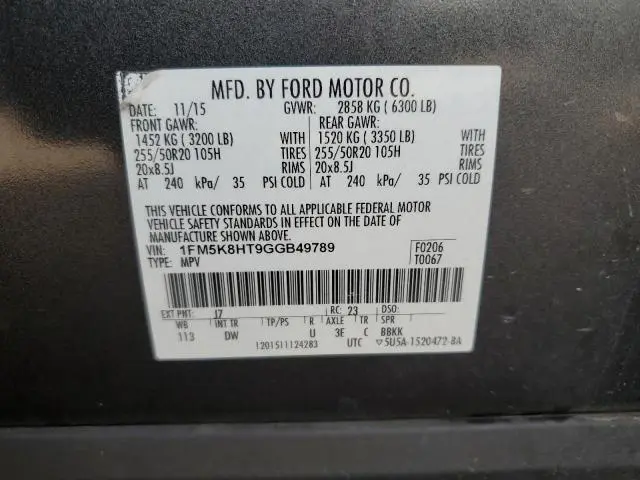 MFD. BY FORD MOTOR CO.
DATE: 11/15 GVWR: 2858 KG ( 6300 LB)
FRONT GAWR: REAR GAWR:
1452 KG ( 3200 LB) WITH 1520 KG ( 3350 LB) WITH
255/50R20 105H TIRES 255/50R20 105H TIRES
20x8.5J RIMS 20x8.5J RIMS
AT 240 kPa/ 35 PSI COLD AT 240 kPa/ 35 PSI COLD
THIS VEHICLE CONFORMS TO ALL APPLICABLE FEDERAL MOTOR
VEHICLE SAFETY STANDARDS IN EFFECT ON THE DATE OF
MANUFACTURE SHOWN ABOVE.
VIN: 1FM5K8HT9GGB49789 F0206
TYPE: MPV T0067
EXT PNT: J7 RC: 23 DSO:
WB INT TR TP/PS R AXLE TR SPR
113 DW U 3E C BBKK
1201511124283 UTC ▽5U5A-1520472-BA